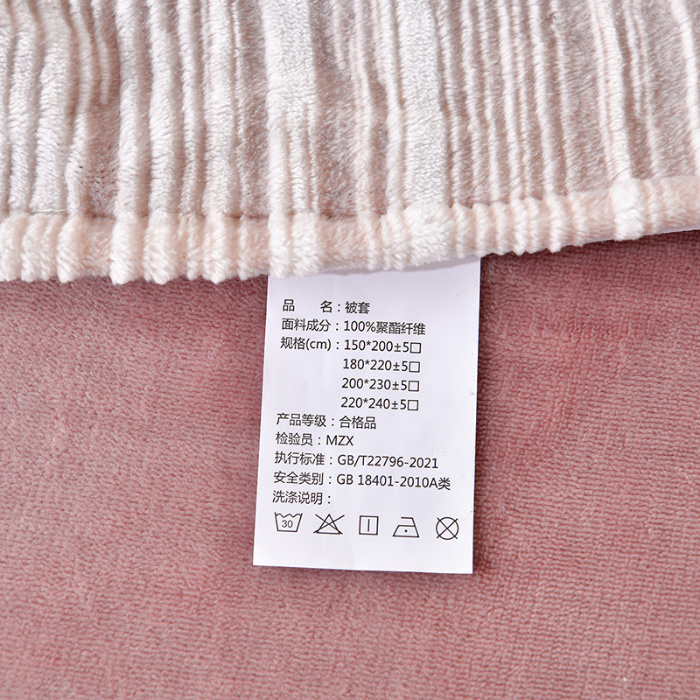 品　　名：被套
面料成分：100%聚酯纤维
规格(cm)：150*200±5□
180*220±5□
200*230±5□
220*240±5□
产品等级：合格品
检验员：MZX
执行标准：GB/T22796-2021
安全类别：GB 18401-2010A类
洗涤说明：
30